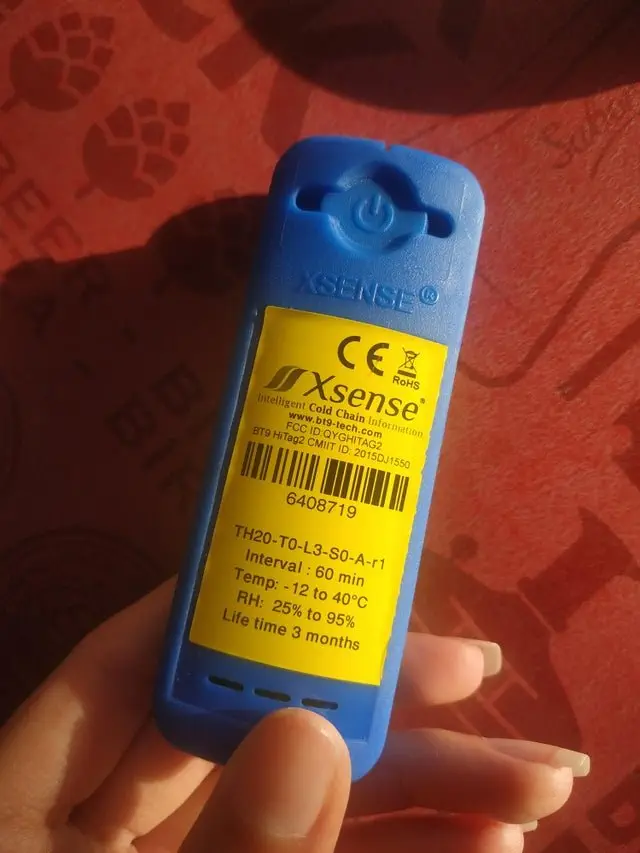 XSENSE®
CE
RoHS
Xsense®
Intelligent Cold Chain Information
www.bt9-tech.com
FCC ID:QYGHITAG2
BT9 HiTag2 CMIIT ID: 2015DJ1550
6408719
TH20-T0-L3-S0-A-r1
Interval : 60 min
Temp: -12 to 40°C
RH: 25% to 95%
Life time 3 months